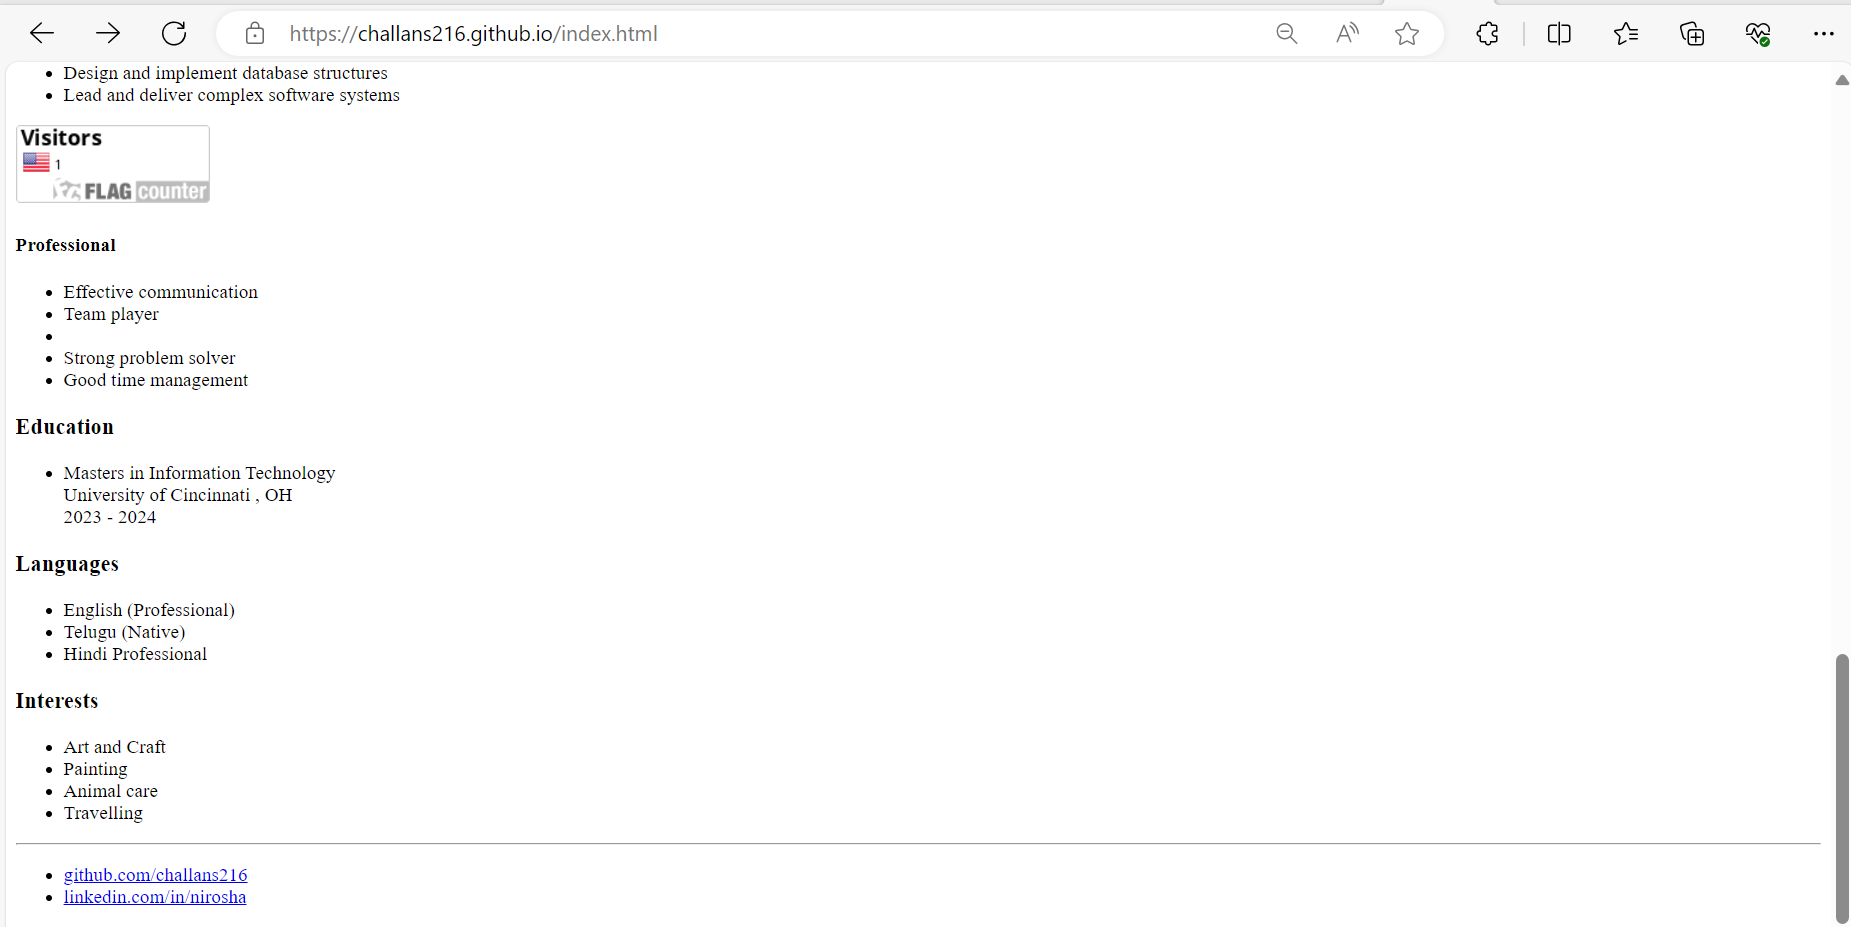 https://challans216.github.io/index.html
Design and implement database structures
Lead and deliver complex software systems
Visitors
1
FLAG counter
Professional
Effective communication
Team player
Strong problem solver
Good time management
Education
Masters in Information Technology
University of Cincinnati , OH
2023 - 2024
Languages
English (Professional)
Telugu (Native)
Hindi Professional
Interests
Art and Craft
Painting
Animal care
Travelling
github.com/challans216
linkedin.com/in/nirosha